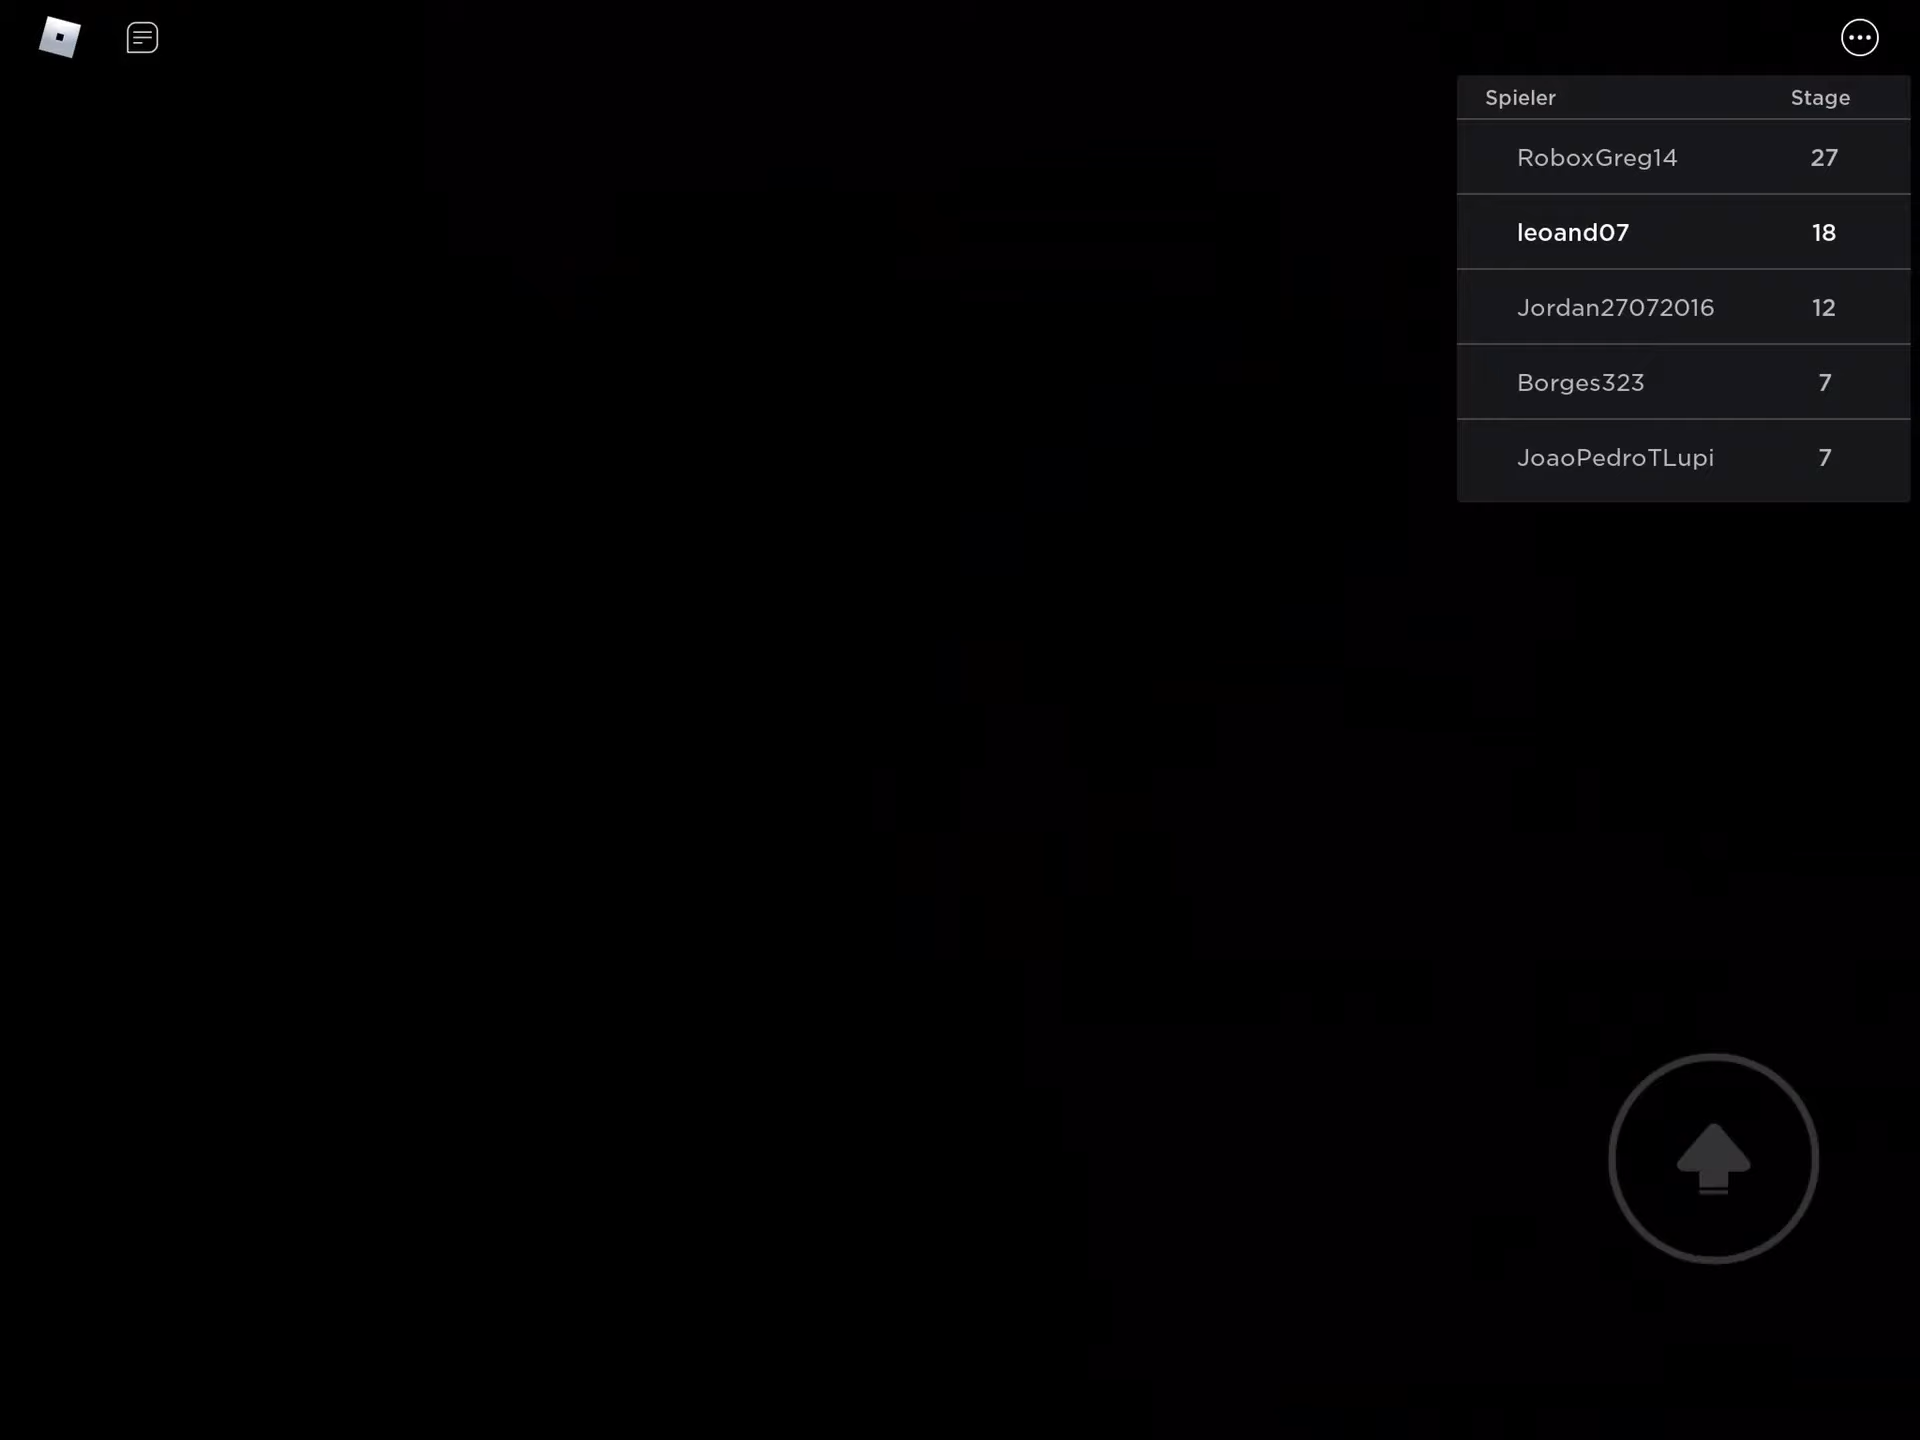 Spieler Stage
RoboxGreg14 27
leoand07 18
Jordan27072016 12
Borges323 7
JoaoPedroTLupi 7